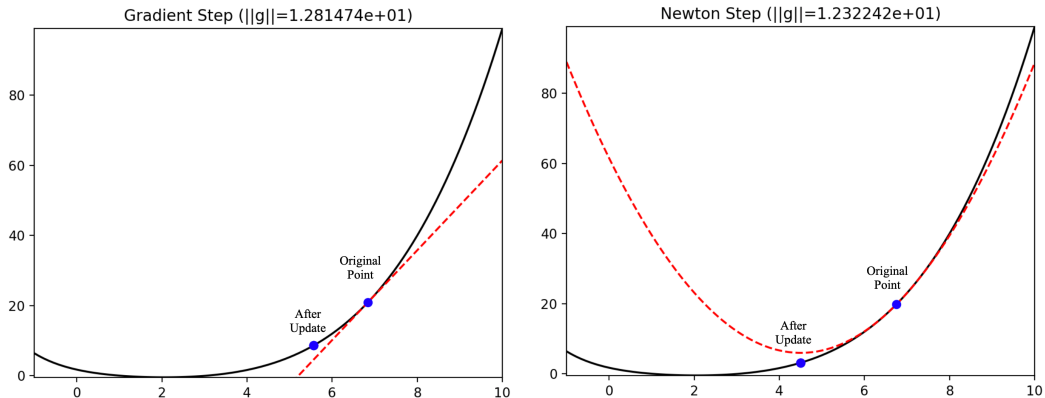 Gradient Step (||g||=1.281474e+01)
80
60
40
20
0
Original
Point
After
Update
0
2
4
6
8
10
Newton Step (||g||=1.232242e+01)
80
60
40
20
0
Original
Point
After
Update
0
2
4
6
8
10